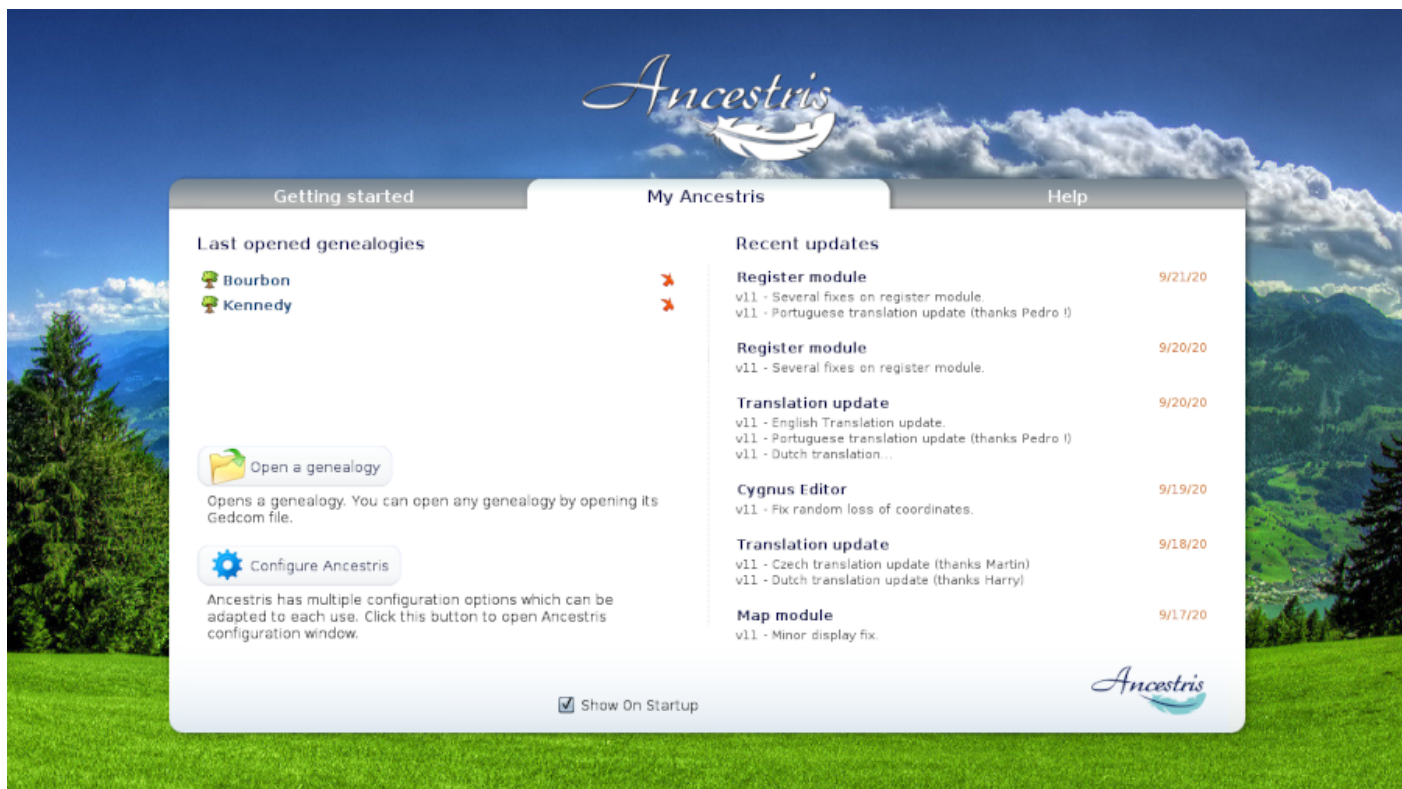 Ancestris
Getting started
My Ancestris
Help
Last opened genealogies
Bourbon
Kennedy
Open a genealogy
Opens a genealogy. You can open any genealogy by opening its
Gedcom file.
Configure Ancestris
Ancestris has multiple configuration options which can be
adapted to each use. Click this button to open Ancestris
configuration window.
Recent updates
Register module 9/21/20
v11 - Several fixes on register module.
v11 - Portuguese translation update (thanks Pedro !)
Register module 9/20/20
v11 - Several fixes on register module.
Translation update 9/20/20
v11 - English Translation update.
v11 - Portuguese translation update (thanks Pedro !)
v11 - Dutch translation...
Cygnus Editor 9/19/20
v11 - Fix random loss of coordinates.
Translation update 9/18/20
v11 - Czech translation update (thanks Martin)
v11 - Dutch translation update (thanks Harry)
Map module 9/17/20
v11 - Minor display fix.
Ancestris
Show On Startup